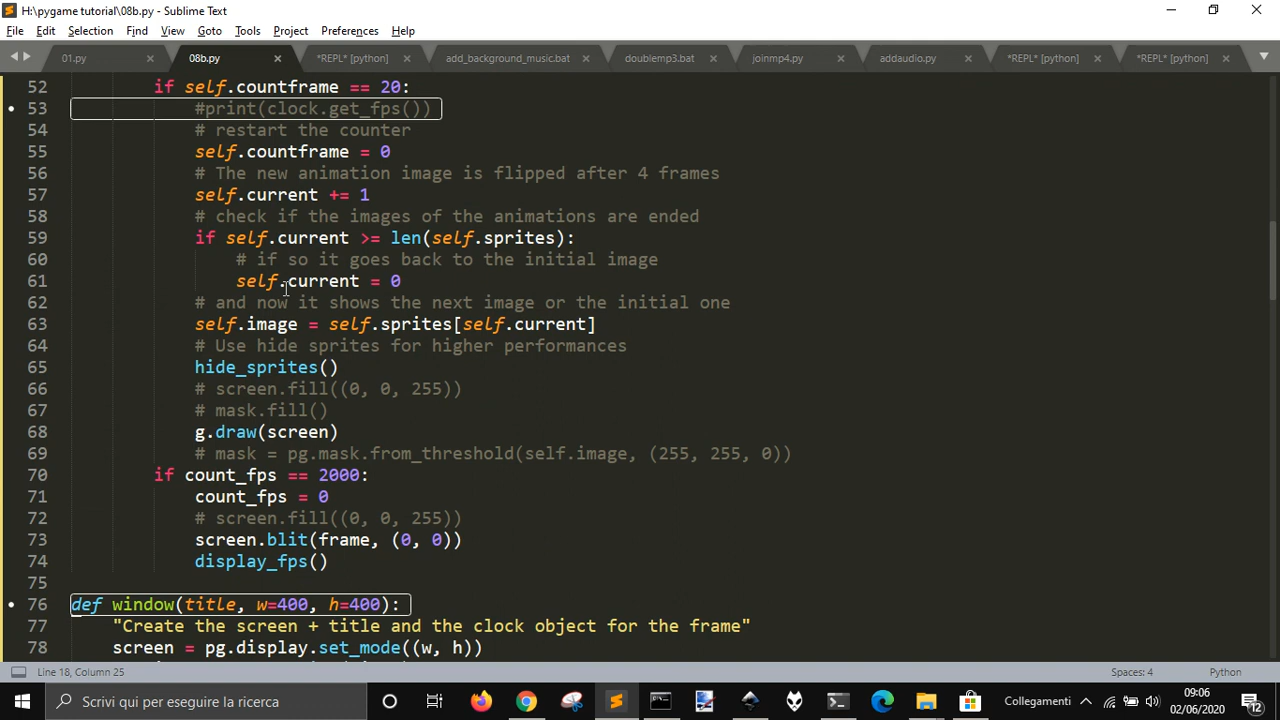 H:\pygame tutorial\08b.py - Sublime Text
File Edit Selection Find View Goto Tools Project Preferences Help
01.py 08b.py *REPL* [python] add_background_music.bat doublemp3.bat joinmp4.py addaudio.py *REPL* [python] *REPL* [python]
52 if self.countframe == 20:
53 #print(clock.get_fps())
54 # restart the counter
55 self.countframe = 0
56 # The new animation image is flipped after 4 frames
57 self.current += 1
58 # check if the images of the animations are ended
59 if self.current >= len(self.sprites):
60 # if so it goes back to the initial image
61 self.current = 0
62 # and now it shows the next image or the initial one
63 self.image = self.sprites[self.current]
64 # Use hide sprites for higher performances
65 hide_sprites()
66 # screen.fill((0, 0, 255))
67 # mask.fill()
68 g.draw(screen)
69 # mask = pg.mask.from_threshold(self.image, (255, 255, 0))
70 if count_fps == 2000:
71 count_fps = 0
72 # screen.fill((0, 0, 255))
73 screen.blit(frame, (0, 0))
74 display_fps()
75
76 def window(title, w=400, h=400):
77 "Create the screen + title and the clock object for the frame"
78 screen = pg.display.set_mode((w, h))
Line 18, Column 25 Spaces: 4 Python
Scrivi qui per eseguire la ricerca Collegamenti 09:06
02/06/2020 12